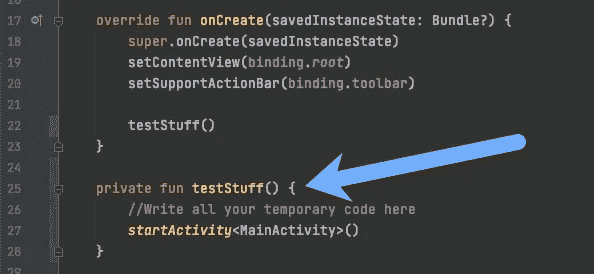 17 override fun onCreate(savedInstanceState: Bundle?) {
18 super.onCreate(savedInstanceState)
19 setContentView(binding.root)
20 setSupportActionBar(binding.toolbar)
21
22 testStuff()
23 }
24
25 private fun testStuff() {
26 //Write all your temporary code here
27 startActivity<MainActivity>()
28 }